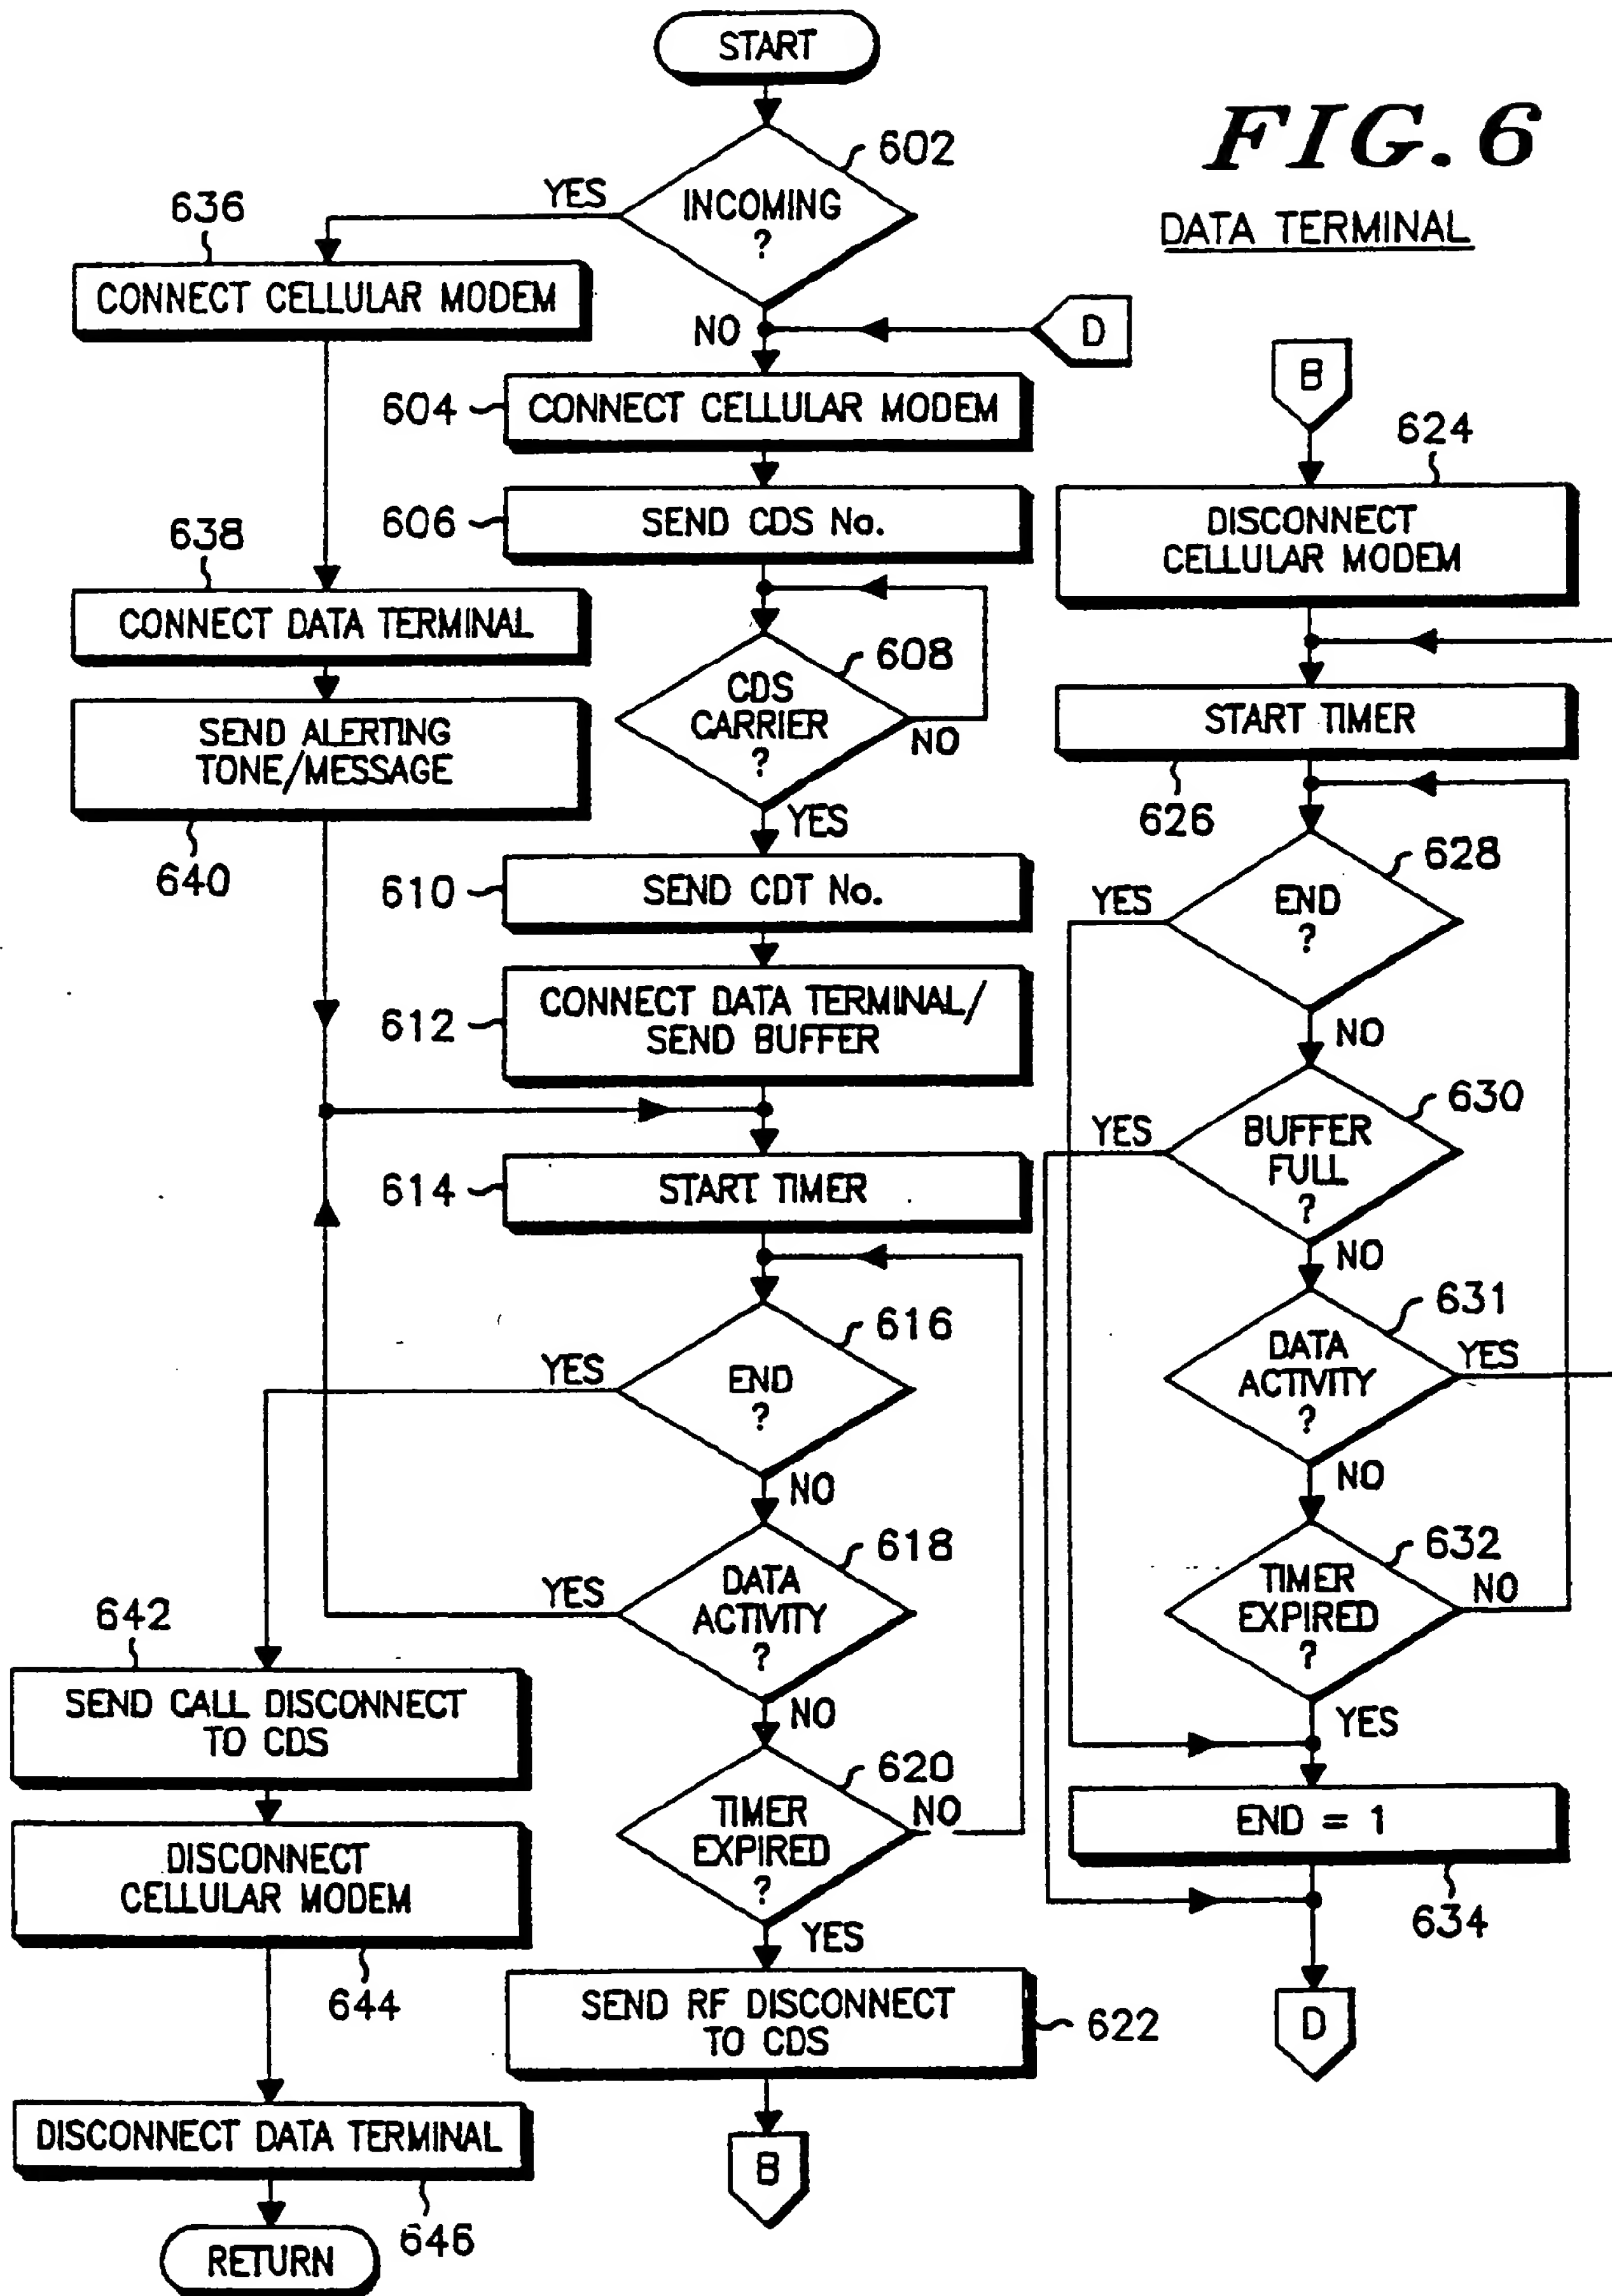 START
FIG. 6
DATA TERMINAL
602
INCOMING
?
YES
NO
D
636
CONNECT CELLULAR MODEM
638
CONNECT DATA TERMINAL
SEND ALERTING
TONE/MESSAGE
640
604
CONNECT CELLULAR MODEM
606
SEND CDS No.
608
CDS
CARRIER
?
NO
YES
610
SEND CDT No.
612
CONNECT DATA TERMINAL/
SEND BUFFER
614
START TIMER
616
END
?
YES
NO
618
DATA
ACTIVITY
?
YES
NO
620
TIMER
EXPIRED
?
NO
YES
SEND RF DISCONNECT
TO CDS
622
B
642
SEND CALL DISCONNECT
TO CDS
DISCONNECT
CELLULAR MODEM
644
DISCONNECT DATA TERMINAL
646
RETURN
B
624
DISCONNECT
CELLULAR MODEM
START TIMER
626
628
END
?
YES
NO
630
BUFFER
FULL
?
YES
NO
631
DATA
ACTIVITY
?
YES
NO
632
TIMER
EXPIRED
?
NO
YES
END = 1
634
D